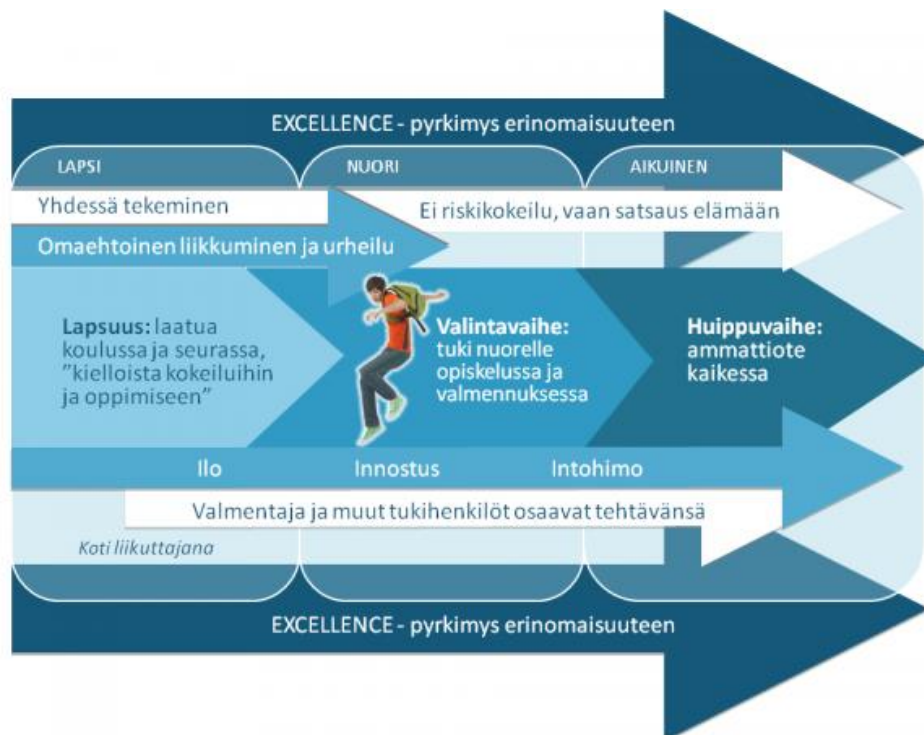 EXCELLENCE - pyrkimys erinomaisuuteen
LAPSI
NUORI
AIKUINEN
Yhdessä tekeminen
Ei riskikokeilu, vaan satsaus elämään
Omaehtoinen liikkuminen ja urheilu
Lapsuus: laatua
koulussa ja seurassa,
”kielloista kokeiluihin
ja oppimiseen”
Valintavaihe:
tuki nuorelle
opiskelussa ja
valmennuksessa
Huippuvaihe:
ammattiote
kaikessa
Ilo
Innostus
Intohimo
Valmentaja ja muut tukihenkilöt osaavat tehtävänsä
Koti liikuttajana
EXCELLENCE - pyrkimys erinomaisuuteen